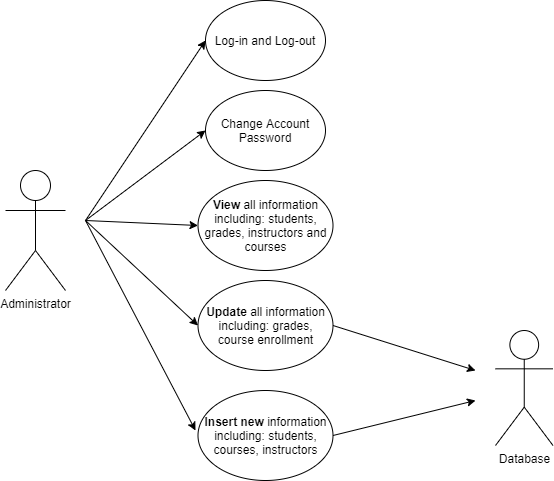 Log-in and Log-out
Change Account
Password
View all information
including: students,
grades, instructors and
courses
Administrator
Update all information
including: grades,
course enrollment
Insert new information
including: students,
courses, instructors
Database